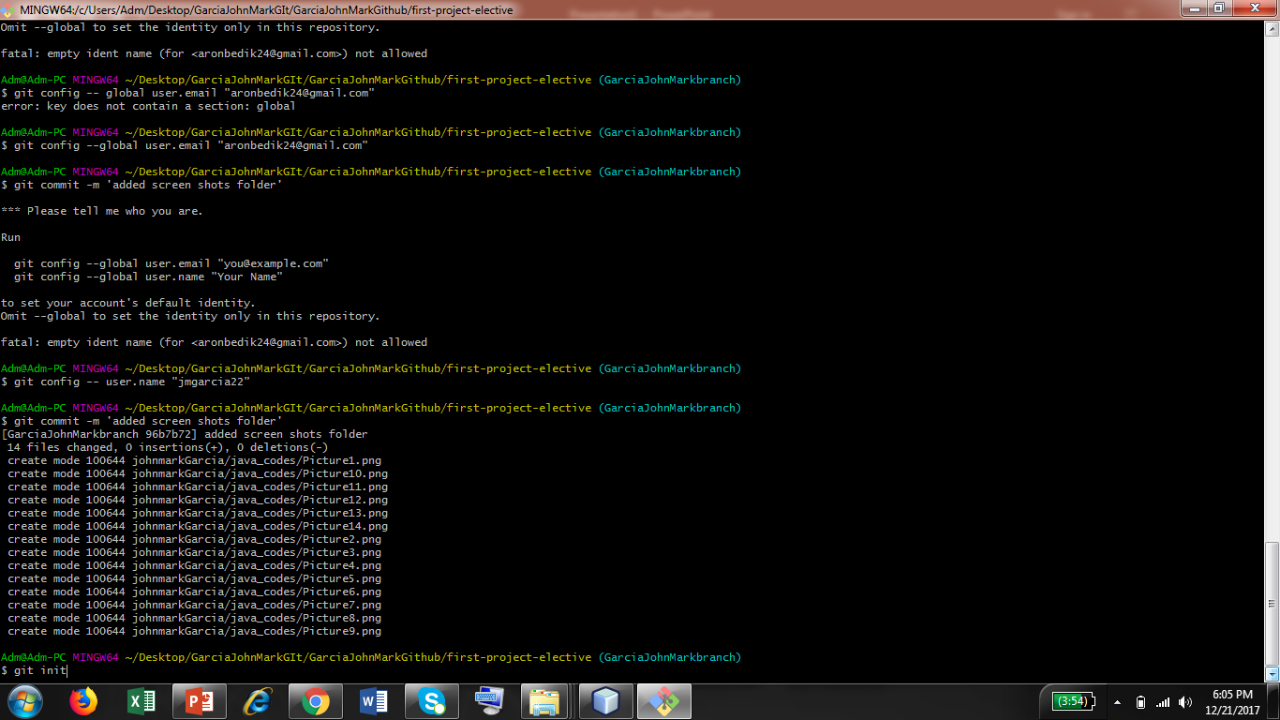 MINGW64:/c/Users/Adm/Desktop/GarciaJohnMarkGIt/GarciaJohnMarkGithub/first-project-elective
Omit --global to set the identity only in this repository.
fatal: empty ident name (for <aronbedik24@gmail.com>) not allowed
Adm@Adm-PC MINGW64 ~/Desktop/GarciaJohnMarkGIt/GarciaJohnMarkGithub/first-project-elective (GarciaJohnMarkbranch)
$ git config -- global user.email "aronbedik24@gmail.com"
error: key does not contain a section: global
Adm@Adm-PC MINGW64 ~/Desktop/GarciaJohnMarkGIt/GarciaJohnMarkGithub/first-project-elective (GarciaJohnMarkbranch)
$ git config --global user.email "aronbedik24@gmail.com"
Adm@Adm-PC MINGW64 ~/Desktop/GarciaJohnMarkGIt/GarciaJohnMarkGithub/first-project-elective (GarciaJohnMarkbranch)
$ git commit -m 'added screen shots folder'
*** Please tell me who you are.
Run
git config --global user.email "you@example.com"
git config --global user.name "Your Name"
to set your account's default identity.
Omit --global to set the identity only in this repository.
fatal: empty ident name (for <aronbedik24@gmail.com>) not allowed
Adm@Adm-PC MINGW64 ~/Desktop/GarciaJohnMarkGIt/GarciaJohnMarkGithub/first-project-elective (GarciaJohnMarkbranch)
$ git config -- user.name "jmgarcia22"
Adm@Adm-PC MINGW64 ~/Desktop/GarciaJohnMarkGIt/GarciaJohnMarkGithub/first-project-elective (GarciaJohnMarkbranch)
$ git commit -m 'added screen shots folder'
[GarciaJohnMarkbranch 96b7b72] added screen shots folder
14 files changed, 0 insertions(+), 0 deletions(-)
create mode 100644 johnmarkGarcia/java_codes/Picture1.png
create mode 100644 johnmarkGarcia/java_codes/Picture10.png
create mode 100644 johnmarkGarcia/java_codes/Picture11.png
create mode 100644 johnmarkGarcia/java_codes/Picture12.png
create mode 100644 johnmarkGarcia/java_codes/Picture13.png
create mode 100644 johnmarkGarcia/java_codes/Picture14.png
create mode 100644 johnmarkGarcia/java_codes/Picture2.png
create mode 100644 johnmarkGarcia/java_codes/Picture3.png
create mode 100644 johnmarkGarcia/java_codes/Picture4.png
create mode 100644 johnmarkGarcia/java_codes/Picture5.png
create mode 100644 johnmarkGarcia/java_codes/Picture6.png
create mode 100644 johnmarkGarcia/java_codes/Picture7.png
create mode 100644 johnmarkGarcia/java_codes/Picture8.png
create mode 100644 johnmarkGarcia/java_codes/Picture9.png
Adm@Adm-PC MINGW64 ~/Desktop/GarciaJohnMarkGIt/GarciaJohnMarkGithub/first-project-elective (GarciaJohnMarkbranch)
$ git init
(3:54)
6:05 PM
12/21/2017